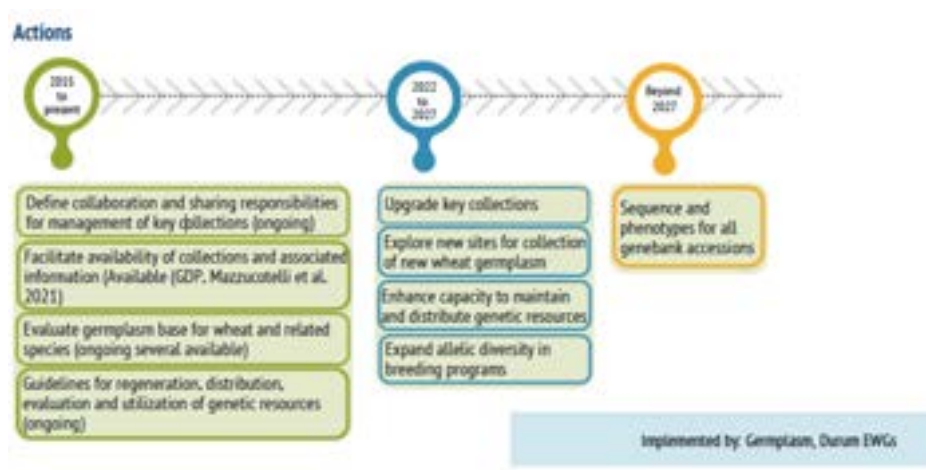 Actions
2015
to
present
2022
to
2027
Beyond
2027
Define collaboration and sharing responsibilities
for management of key collections (ongoing)
Facilitate availability of collections and associated
information (Available (GDP, Mazzucotelli et al.
2021)
Evaluate germplasm base for wheat and related
species (ongoing several available)
Guidelines for regeneration, distribution,
evaluation and utilization of genetic resources
(ongoing)
Upgrade key collections
Explore new sites for collection
of new wheat germplasm
Enhance capacity to maintain
and distribute genetic resources
Expand allelic diversity in
breeding programs
Sequence and
phenotypes for all
genebank accessions
Implemented by: Germplasm, Durum EWGs